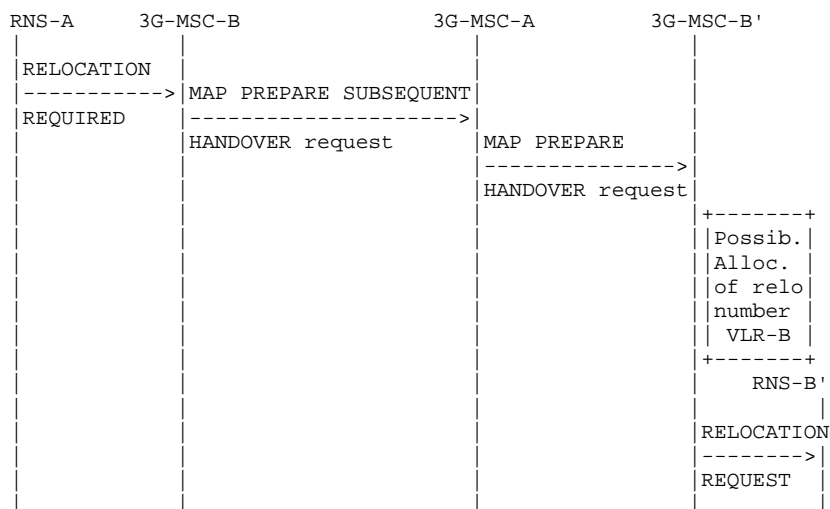 RNS-A 3G-MSC-B 3G-MSC-A 3G-MSC-B'
RELOCATION
MAP PREPARE SUBSEQUENT
REQUIRED
HANDOVER request MAP PREPARE
HANDOVER request
Possib.
Alloc.
of relo
number
VLR-B
RNS-B'
RELOCATION
REQUEST